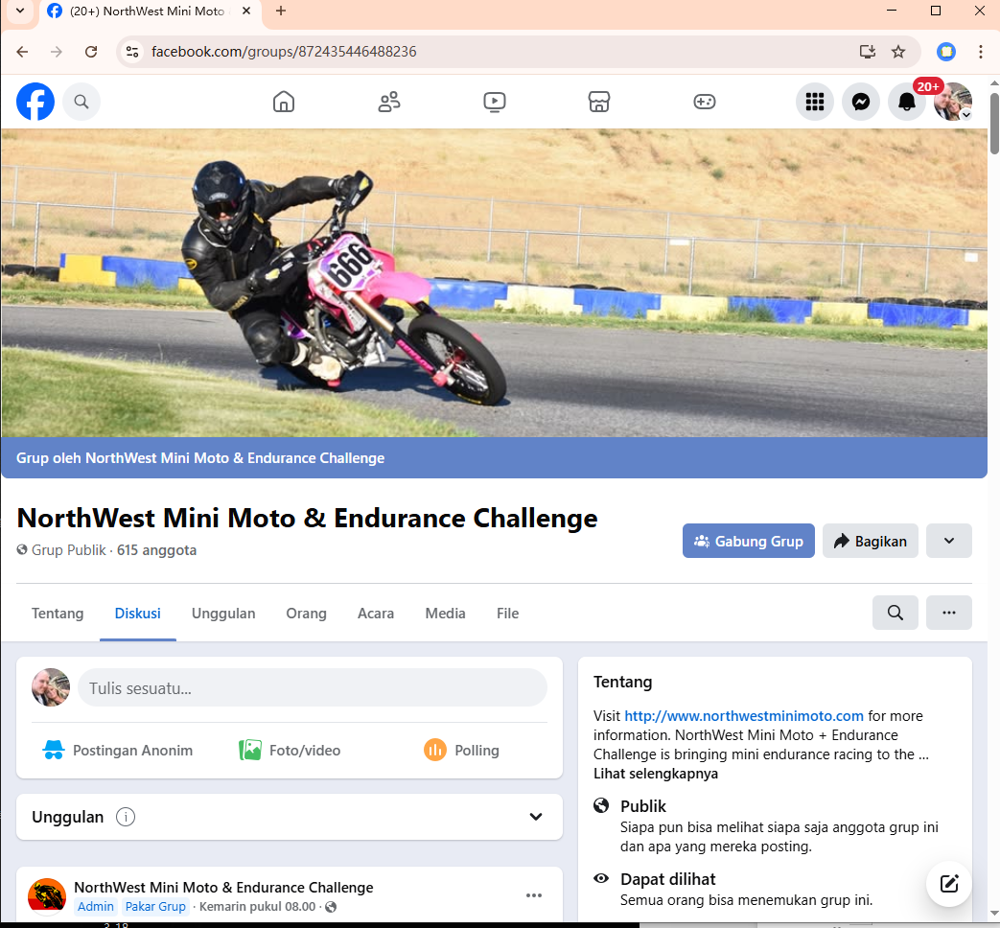 (20+) NorthWest Mini Moto
facebook.com/groups/872435446488236
20+
666
Grup oleh NorthWest Mini Moto & Endurance Challenge
NorthWest Mini Moto & Endurance Challenge
Grup Publik · 615 anggota
Gabung Grup
Bagikan
Tentang
Diskusi
Unggulan
Orang
Acara
Media
File
Tulis sesuatu...
Postingan Anonim
Foto/video
Polling
Unggulan
NorthWest Mini Moto & Endurance Challenge
Admin Pakar Grup · Kemarin pukul 08.00 ·
Tentang
Visit http://www.northwestminimoto.com for more
information. NorthWest Mini Moto + Endurance
Challenge is bringing mini endurance racing to the ...
Lihat selengkapnya
Publik
Siapa pun bisa melihat siapa saja anggota grup ini
dan apa yang mereka posting.
Dapat dilihat
Semua orang bisa menemukan grup ini.